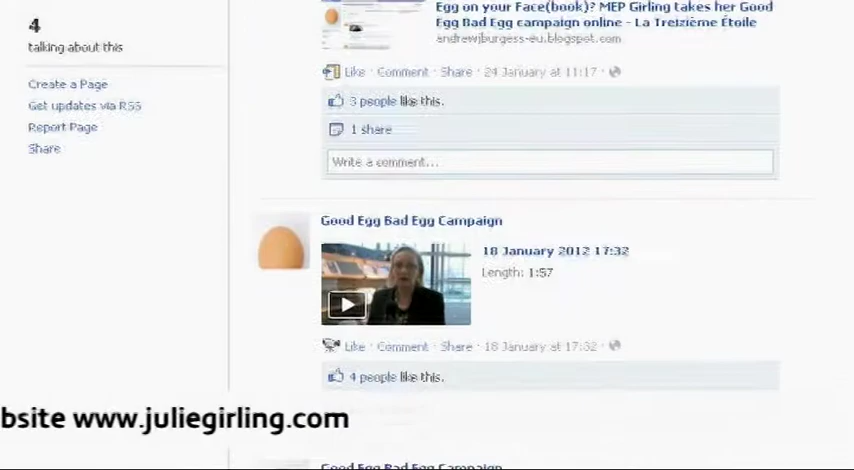 4
talking about this
Create a Page
Get updates via RSS
Report Page
Share
Egg on your Face(book)? MEP Girling takes her Good
Egg Bad Egg campaign online - La Treizième Étoile
andrewjburgess-eu.blogspot.com
Like · Comment · Share · 24 January at 11:17 ·
3 people like this.
1 share
Write a comment...
Good Egg Bad Egg Campaign
18 January 2012 17:32
Length: 1:57
Like · Comment · Share · 18 January at 17:32 ·
4 people like this.
bsite www.juliegirling.com
Good Egg Bad Egg Campaign